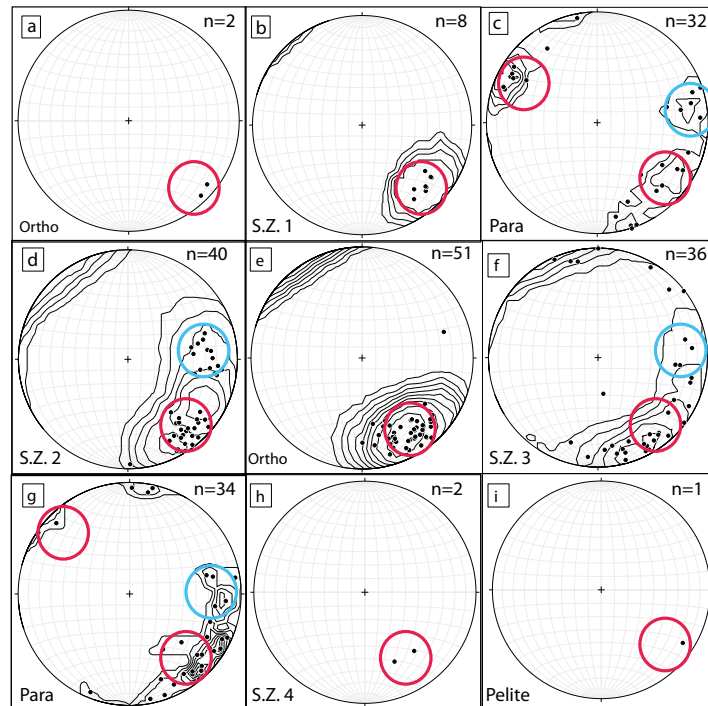 a n=2
Ortho
b n=8
S.Z. 1
c n=32
Para
d n=40
S.Z. 2
e n=51
Ortho
f n=36
S.Z. 3
g n=34
Para
h n=2
S.Z. 4
i n=1
Pelite